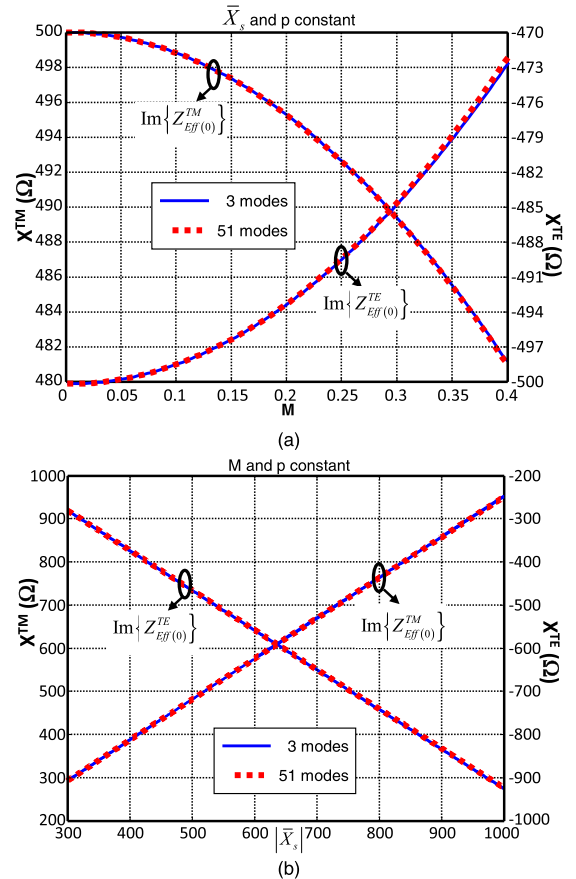 X̄s and p constant
500
498
496
494
492
490
488
486
484
482
480
X^TM (Ω)
-470
-473
-476
-479
-482
-485
-488
-491
-494
-497
-500
X^TE (Ω)
Im{Z^TM_Eff(0)}
3 modes
51 modes
Im{Z^TE_Eff(0)}
0 0.05 0.1 0.15 0.2 0.25 0.3 0.35 0.4
M
(a)
M and p constant
1000
900
800
700
600
500
400
300
200
X^TM (Ω)
-200
-300
-400
-500
-600
-700
-800
-900
-1000
X^TE (Ω)
Im{Z^TE_Eff(0)}
Im{Z^TM_Eff(0)}
3 modes
51 modes
300 400 500 600 700 800 900 1000
|X̄s|
(b)